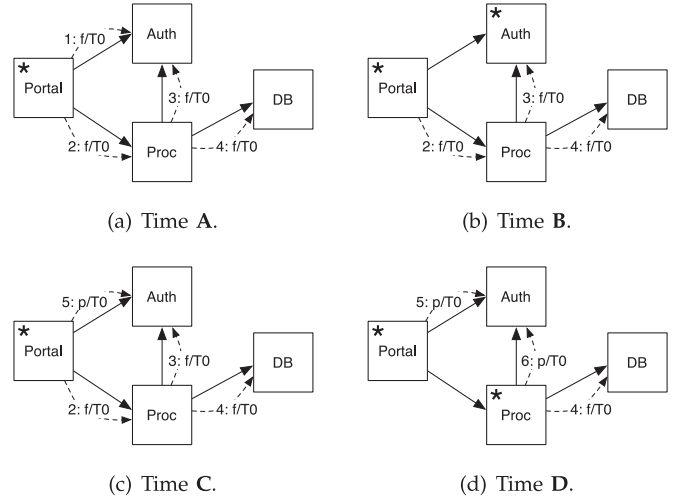 1: f/T0
Auth
*
Portal
3: f/T0
DB
2: f/T0
Proc
4: f/T0
(a) Time A.
*
Auth
*
Portal
3: f/T0
DB
2: f/T0
Proc
4: f/T0
(b) Time B.
5: p/T0
Auth
*
Portal
3: f/T0
DB
2: f/T0
Proc
4: f/T0
(c) Time C.
5: p/T0
Auth
*
Portal
6: p/T0
DB
*
Proc
4: f/T0
(d) Time D.